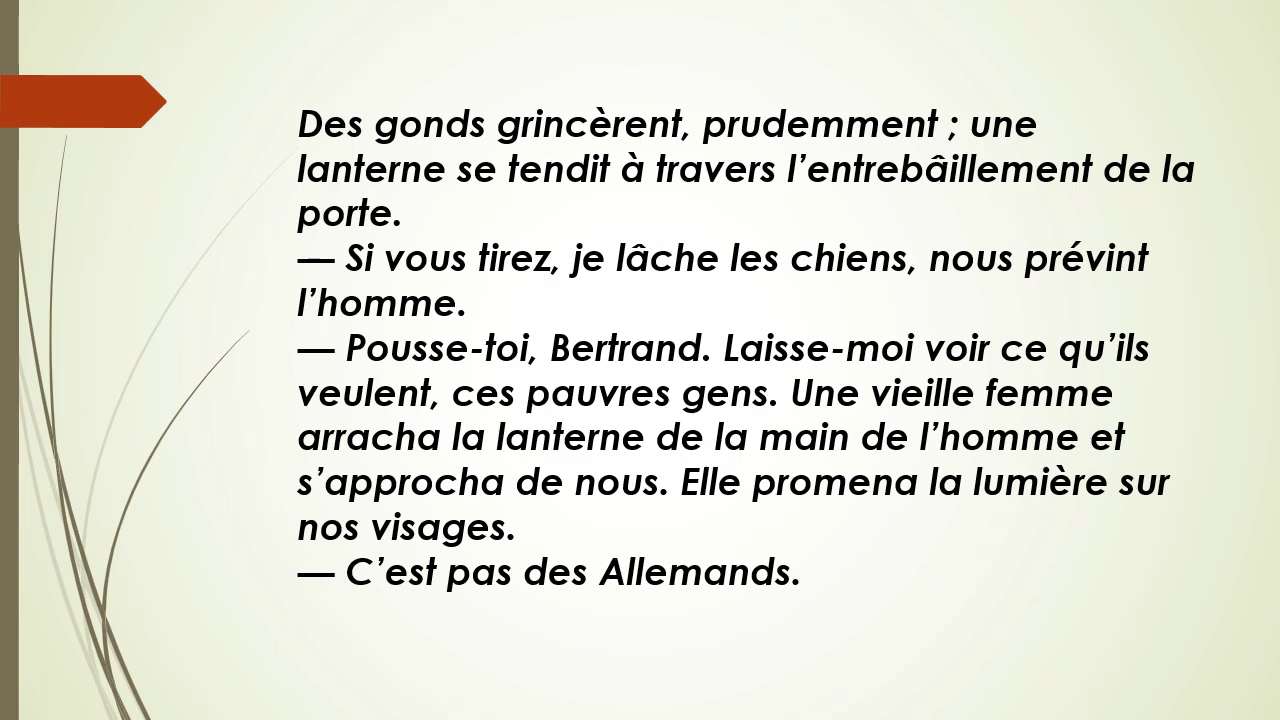 Des gonds grincèrent, prudemment ; une
lanterne se tendit à travers l’entrebâillement de la
porte.
— Si vous tirez, je lâche les chiens, nous prévint
l’homme.
— Pousse-toi, Bertrand. Laisse-moi voir ce qu’ils
veulent, ces pauvres gens. Une vieille femme
arracha la lanterne de la main de l’homme et
s’approcha de nous. Elle promena la lumière sur
nos visages.
— C’est pas des Allemands.